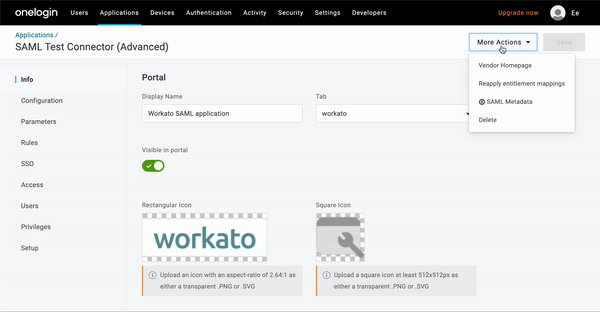 onelogin Users Applications Devices Authentication Activity Security Settings Developers Upgrade now Ee
Applications /
SAML Test Connector (Advanced)
More Actions
Save
Vendor Homepage
Reapply entitlement mappings
SAML Metadata
Delete
Info
Configuration
Parameters
Rules
SSO
Access
Users
Privileges
Setup
Portal
Display Name
Workato SAML application
Tab
workato
Visible in portal
Rectangular Icon
workato
Upload an icon with an aspect-ratio of 2.64:1 as
either a transparent .PNG or .SVG
Square Icon
Upload a square icon at least 512x512px as
either a transparent .PNG or .SVG